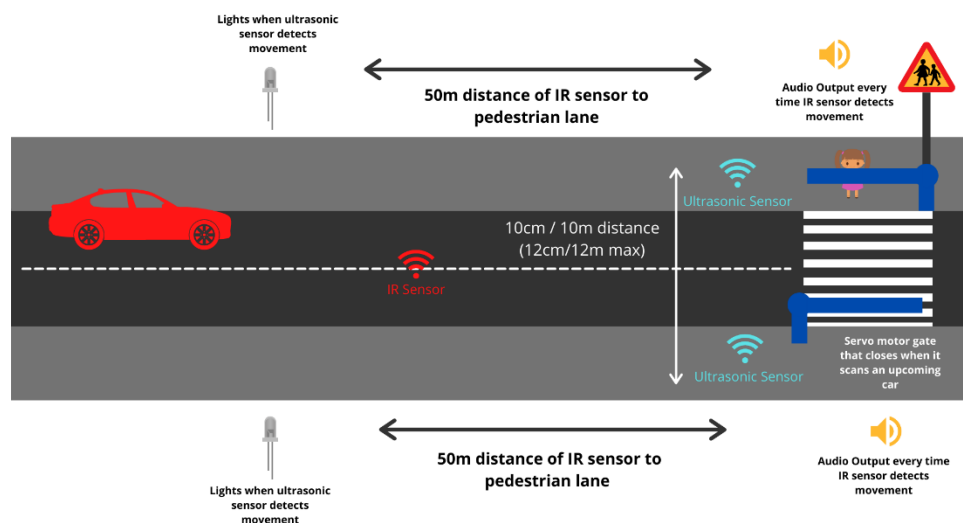 Lights when ultrasonic
sensor detects
movement
50m distance of IR sensor to
pedestrian lane
Audio Output every
time IR sensor detects
movement
Ultrasonic Sensor
10cm / 10m distance
(12cm/12m max)
IR Sensor
Ultrasonic Sensor
Servo motor gate
that closes when it
scans an upcoming
car
50m distance of IR sensor to
pedestrian lane
Audio Output every time
IR sensor detects
movement
Lights when ultrasonic
sensor detects
movement